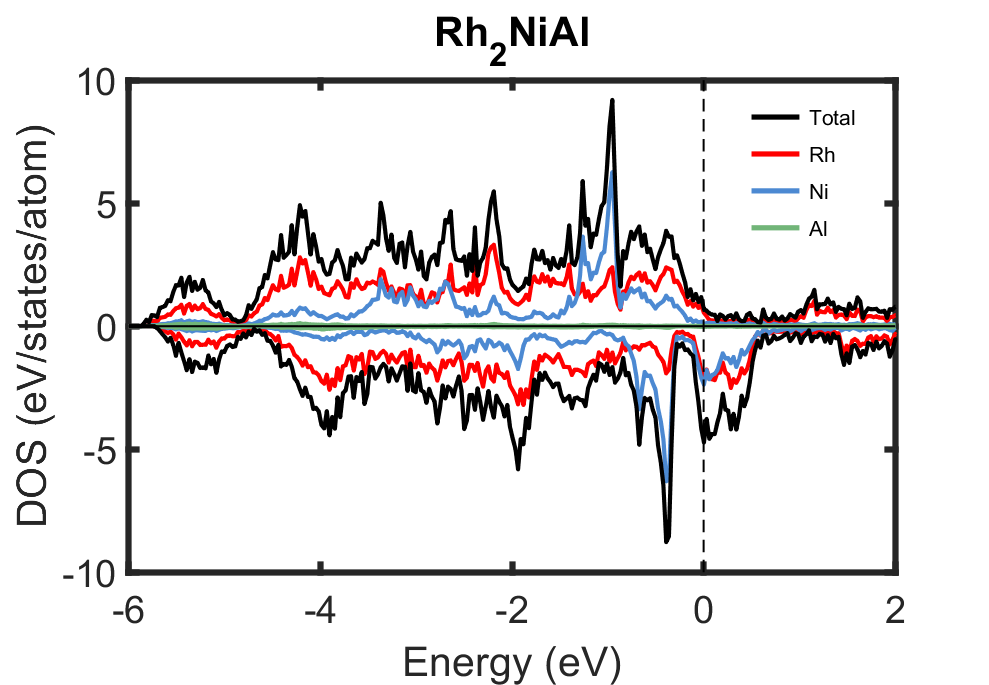 Rh2NiAl
DOS (eV/states/atom)
10
5
0
-5
-10
Total
Rh
Ni
Al
-6 -4 -2 0 2
Energy (eV)